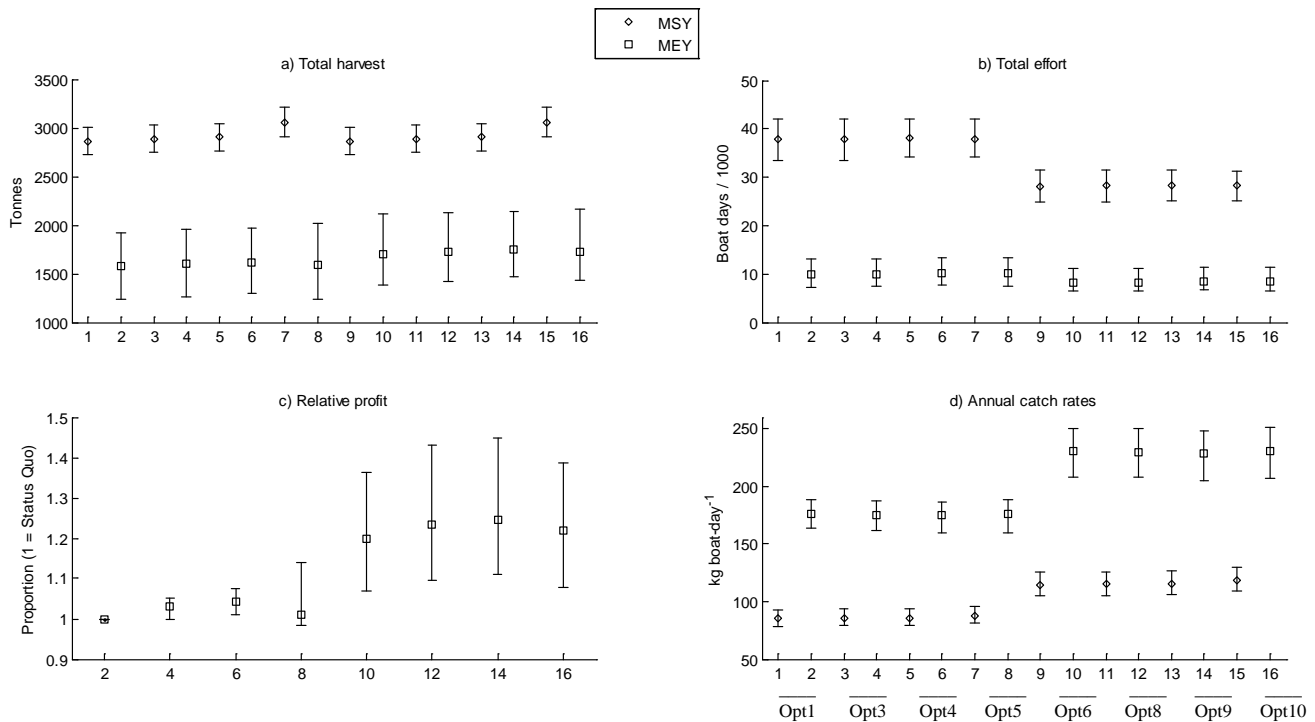 MSY
MEY
a) Total harvest
Tonnes
3500
3000
2500
2000
1500
1000
1 2 3 4 5 6 7 8 9 10 11 12 13 14 15 16
b) Total effort
Boat days / 1000
50
40
30
20
10
0
1 2 3 4 5 6 7 8 9 10 11 12 13 14 15 16
c) Relative profit
Proportion (1 = Status Quo)
1.5
1.4
1.3
1.2
1.1
1
0.9
2 4 6 8 10 12 14 16
d) Annual catch rates
kg boat-day⁻¹
250
200
150
100
50
1 2 3 4 5 6 7 8 9 10 11 12 13 14 15 16
Opt1 Opt3 Opt4 Opt5 Opt6 Opt8 Opt9 Opt10